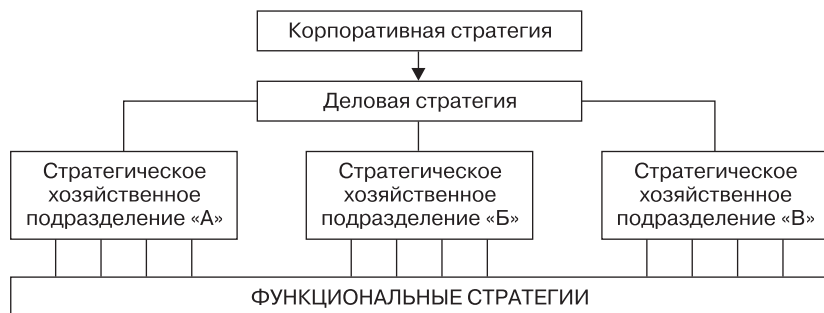 Корпоративная стратегия
Деловая стратегия
Стратегическое
хозяйственное
подразделение «А»
Стратегическое
хозяйственное
подразделение «Б»
Стратегическое
хозяйственное
подразделение «В»
ФУНКЦИОНАЛЬНЫЕ СТРАТЕГИИ